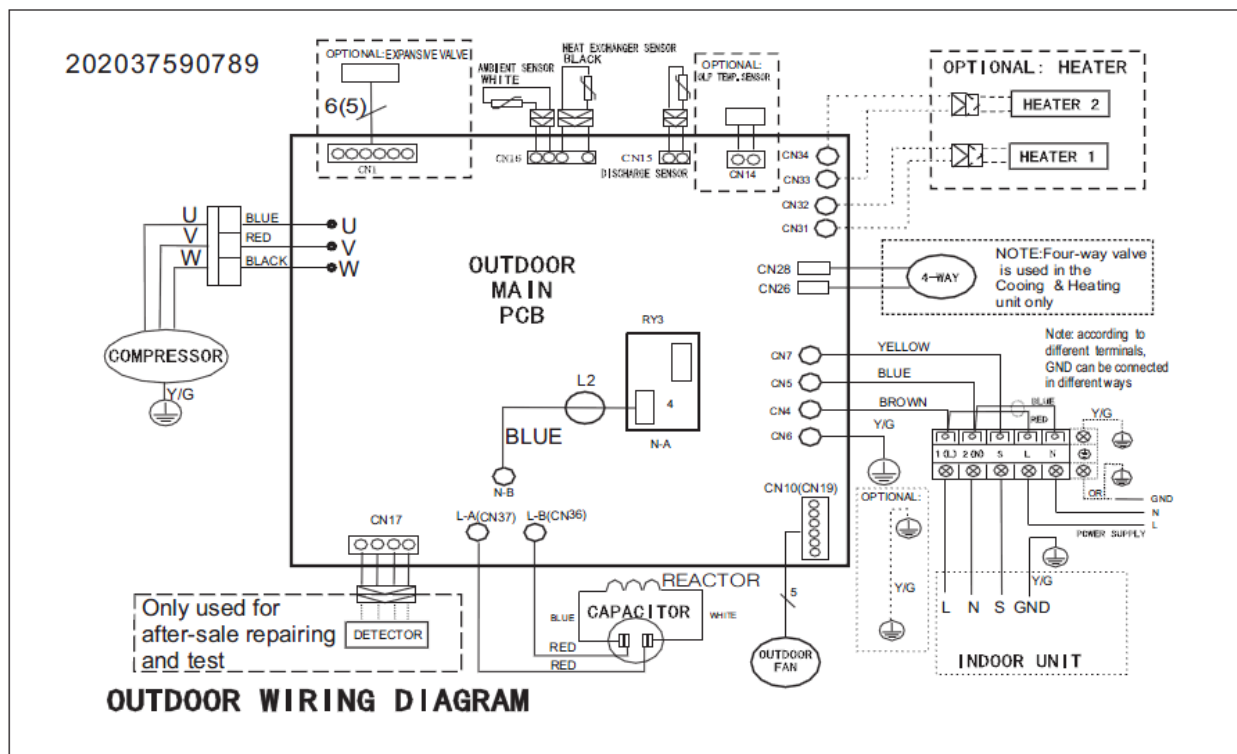 202037590789
OPTIONAL:EXPANSIVE VALVE
6(5)
CN1
AMBIENT SENSOR
WHITE
HEAT EXCHANGER SENSOR
BLACK
CN16
CN15
DISCHARGE SENSOR
OPTIONAL:
OLP TEMP.SENSOR
CN14
OPTIONAL: HEATER
HEATER 2
HEATER 1
CN34
CN33
CN32
CN31
U
V
W
BLUE
RED
BLACK
U
V
W
COMPRESSOR
Y/G
OUTDOOR
MAIN
PCB
CN28
CN26
4-WAY
NOTE:Four-way valve
is used in the
Cooing & Heating
unit only
Note: according to
different terminals,
GND can be connected
in different ways
RY3
4
N-A
L2
BLUE
N-B
CN7
CN5
CN4
CN6
YELLOW
BLUE
BROWN
Y/G
BLUE
RED
Y/G
1 (L)
2 (N)
S
L
N
OR
GND
N
L
POWER SUPPLY
CN10(CN19)
5
OUTDOOR
FAN
OPTIONAL:
Y/G
L N S GND
Y/G
INDOOR UNIT
CN17
L-A(CN37)
L-B(CN36)
REACTOR
CAPACITOR
BLUE
WHITE
RED
RED
Only used for
after-sale repairing
and test
DETECTOR
OUTDOOR WIRING DIAGRAM